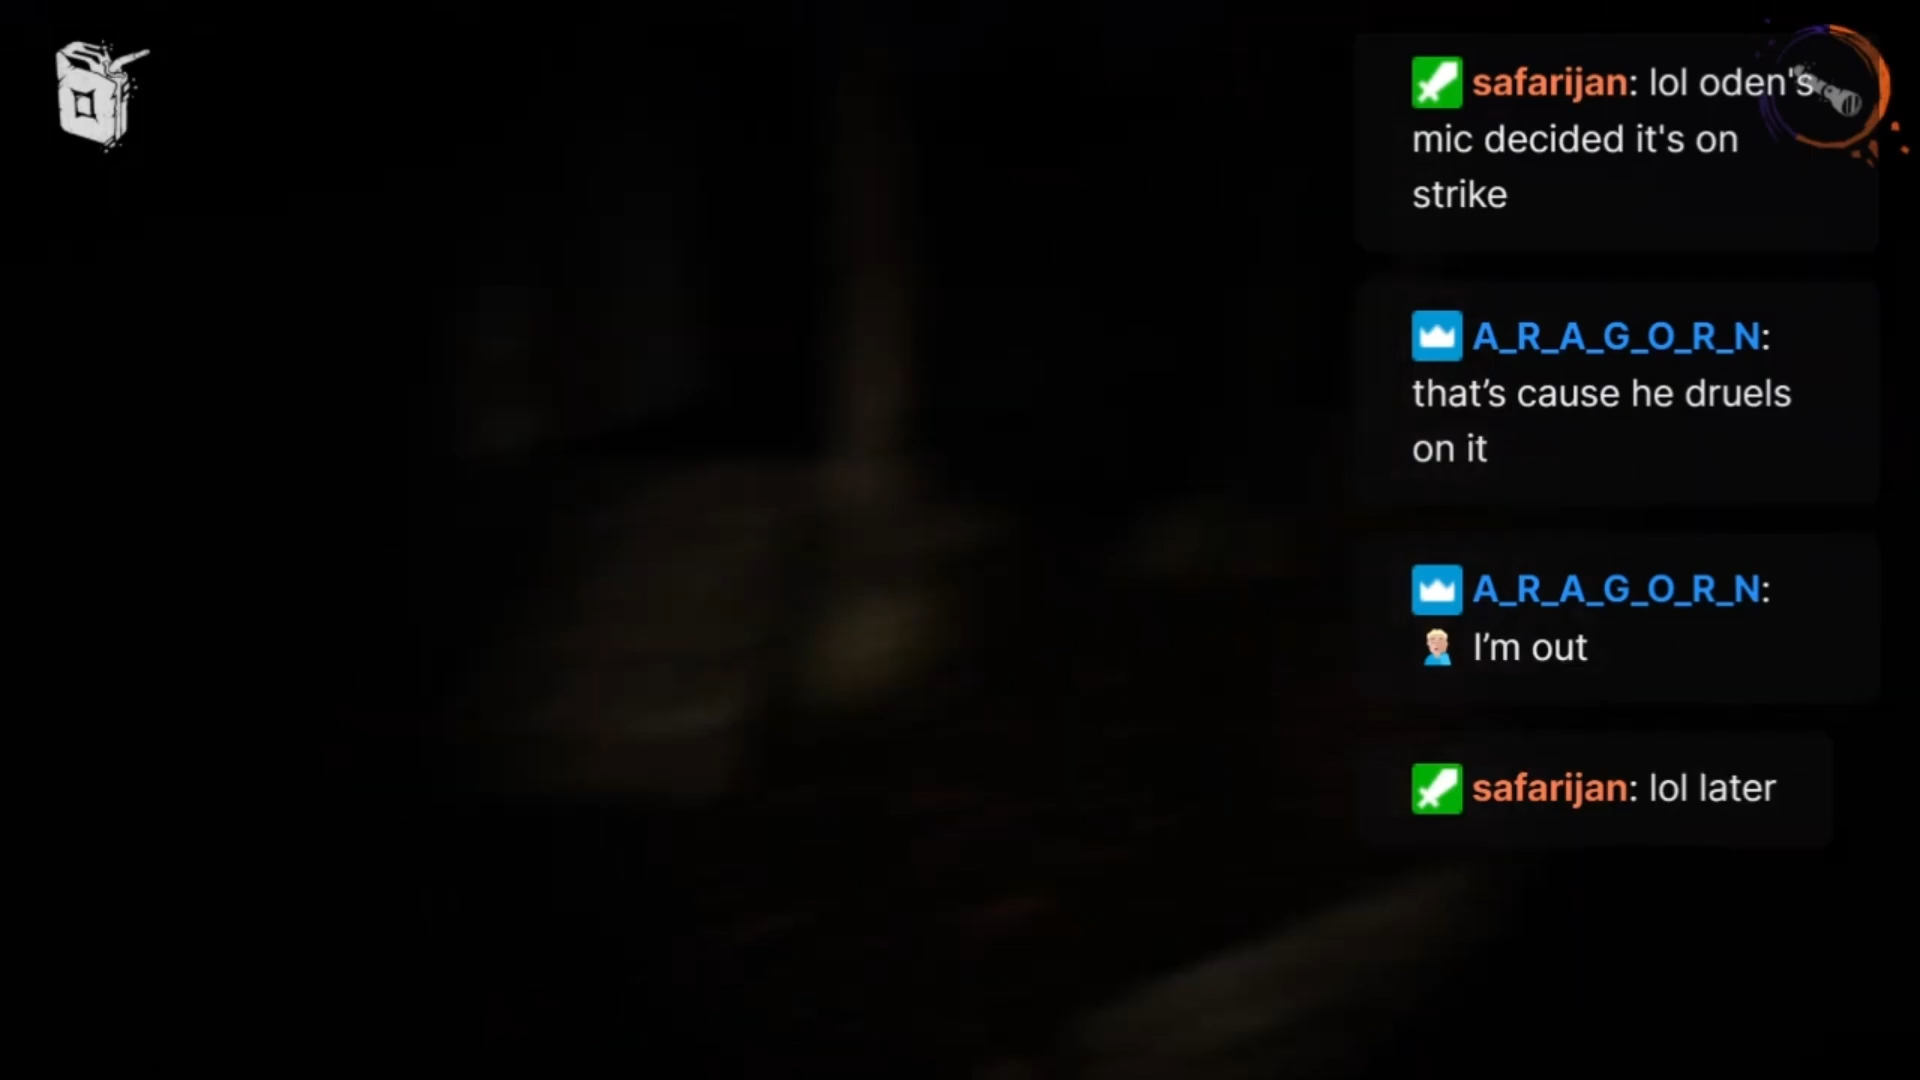 safarijan: lol oden's
mic decided it's on
strike
A_R_A_G_O_R_N:
that’s cause he druels
on it
A_R_A_G_O_R_N:
I’m out
safarijan: lol later